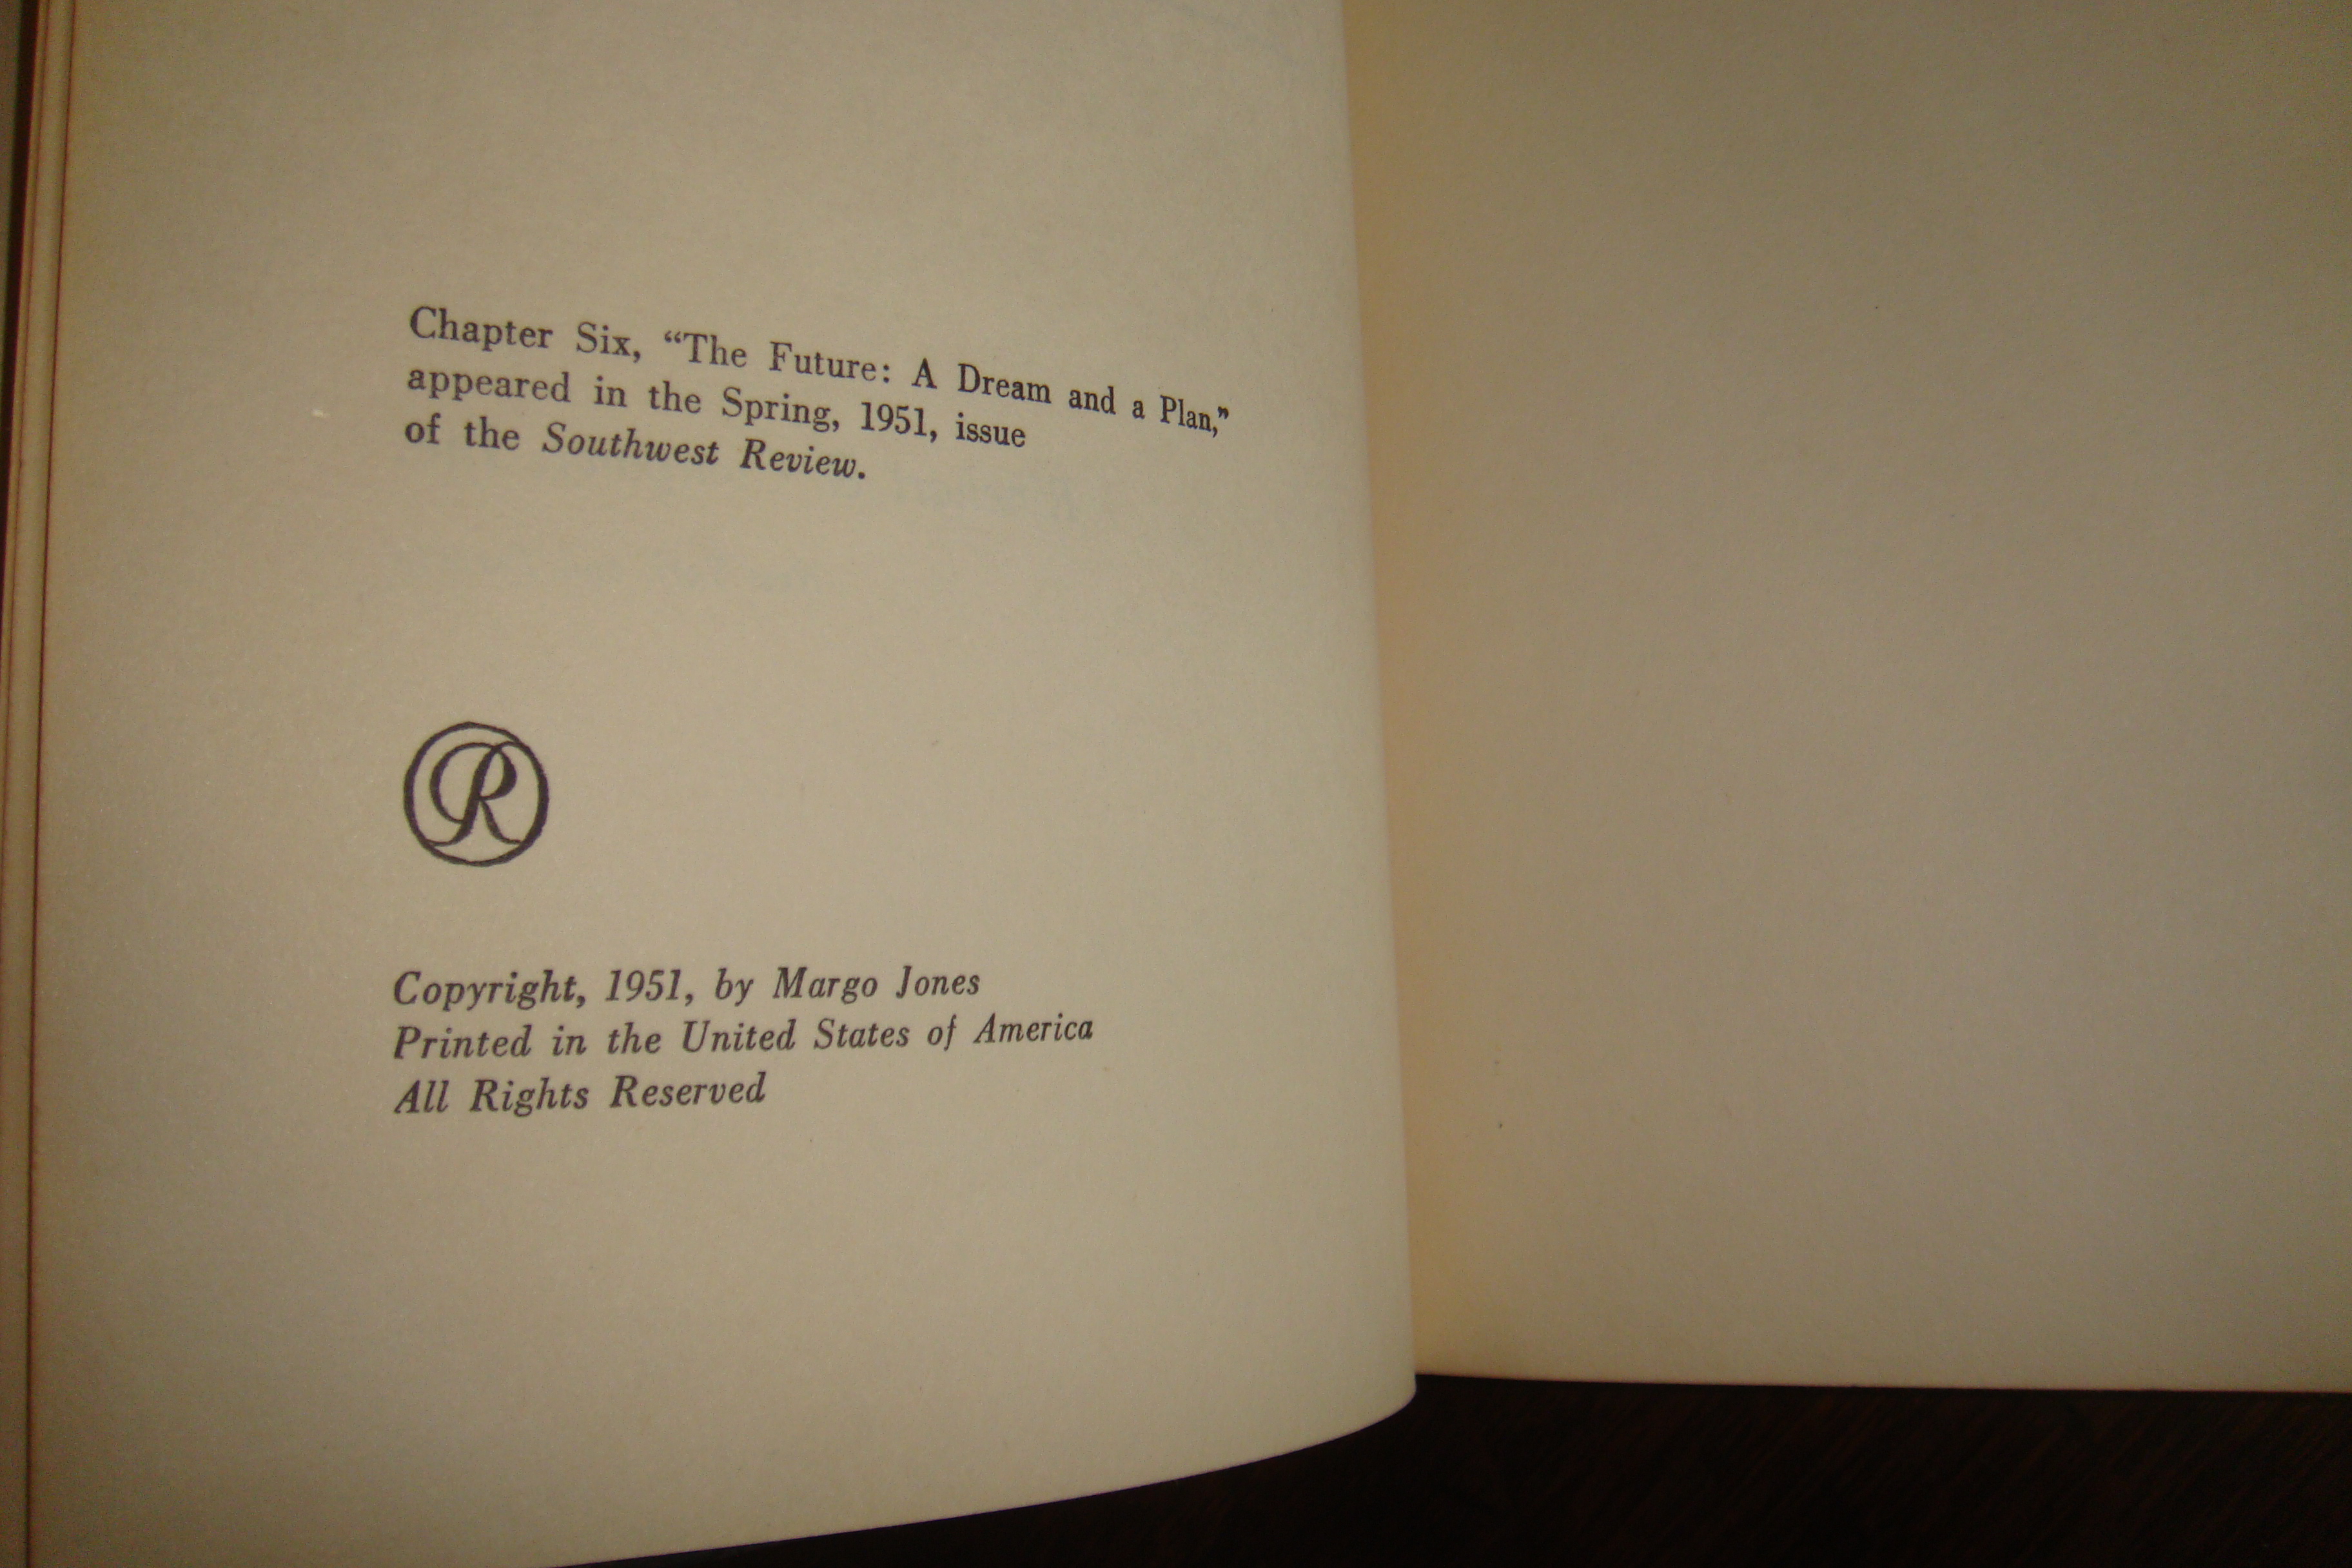 Chapter Six, “The Future: A Dream and a Plan,”
appeared in the Spring, 1951, issue
of the Southwest Review.
R
Copyright, 1951, by Margo Jones
Printed in the United States of America
All Rights Reserved